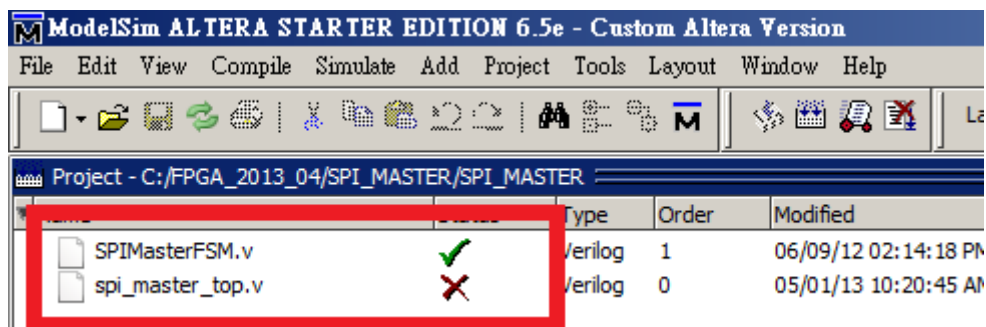 ModelSim ALTERA STARTER EDITION 6.5e - Custom Altera Version
File Edit View Compile Simulate Add Project Tools Layout Window Help
La
Project - C:/FPGA_2013_04/SPI_MASTER/SPI_MASTER
Type Order Modified
SPIMasterFSM.v Verilog 1 06/09/12 02:14:18 PM
spi_master_top.v Verilog 0 05/01/13 10:20:45 AM